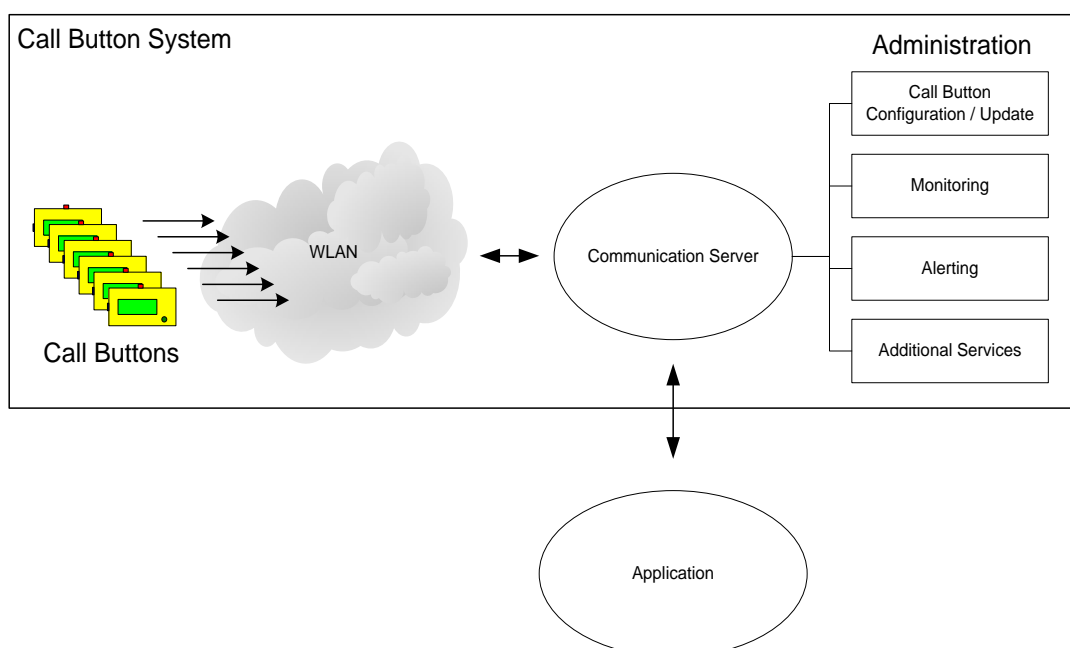 Call Button System
Administration
Call Button
Configuration / Update
Monitoring
WLAN
Communication Server
Alerting
Call Buttons
Additional Services
Application